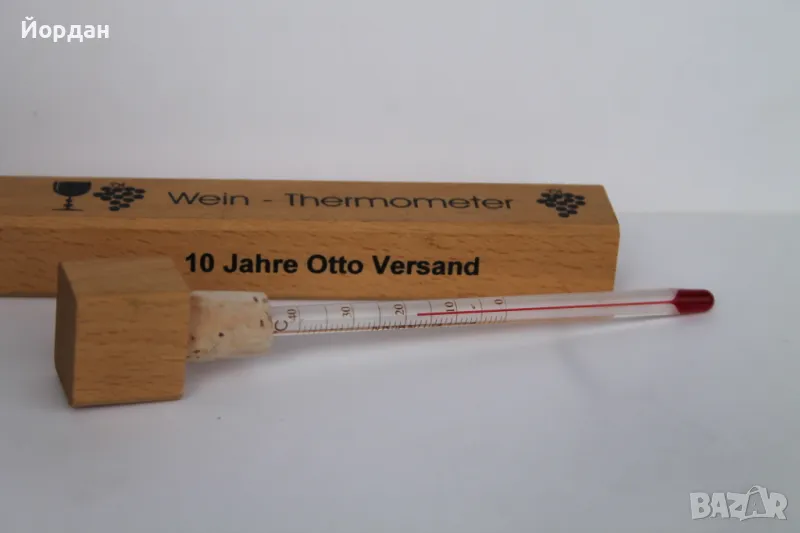 Йордан
Wein - Thermometer
10 Jahre Otto Versand
°C 40 30 20 10 0
BAZAR